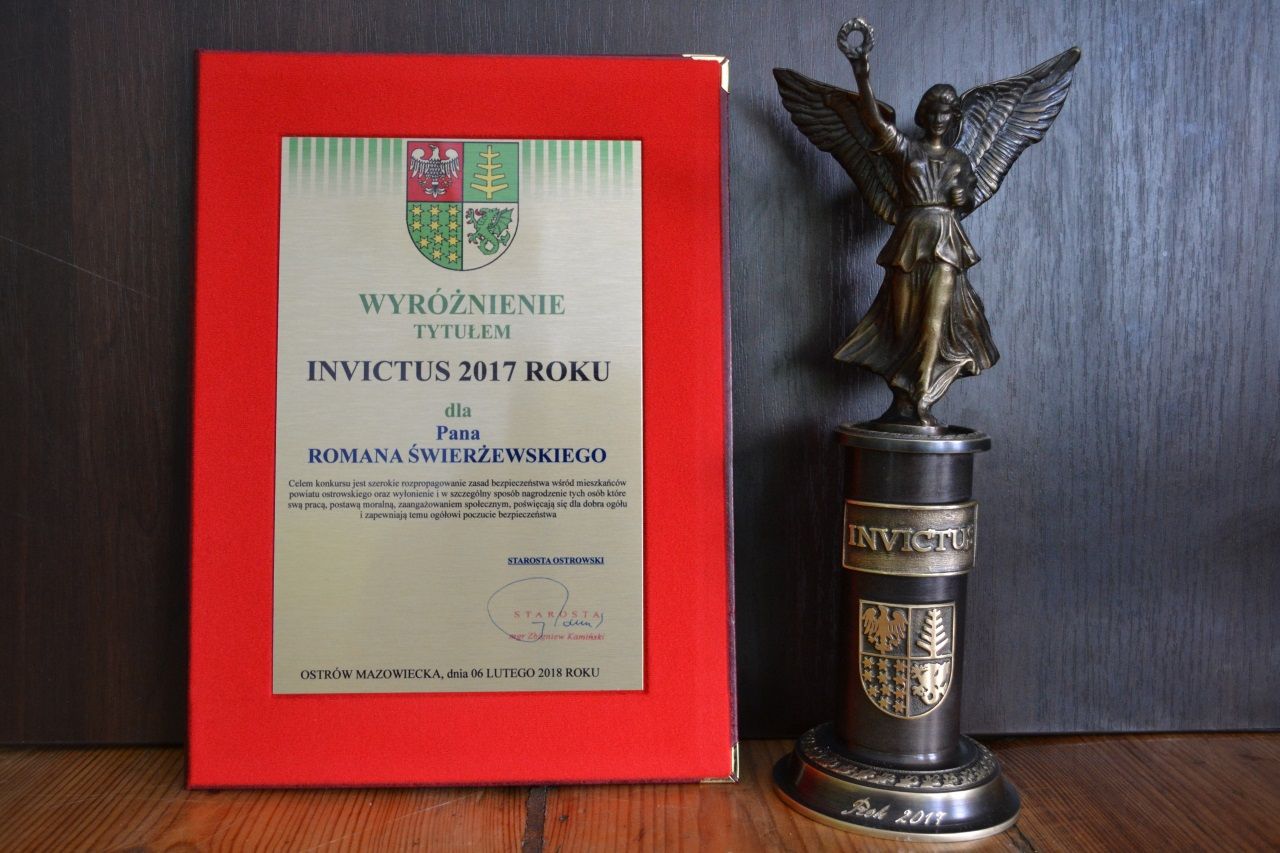 WYRÓŻNIENIE
TYTUŁEM
INVICTUS 2017 ROKU
dla
Pana
ROMANA ŚWIERŻEWSKIEGO
Celem konkursu jest szerokie rozpropagowanie zasad bezpieczeństwa wśród mieszkańców
powiatu ostrowskiego oraz wyłonienie i w szczególny sposób nagrodzenie tych osób które
swą pracą, postawą moralną, zaangażowaniem społecznym, poświęcają się dla dobra ogółu
i zapewniają temu ogółowi poczucie bezpieczeństwa
STAROSTA OSTROWSKI
STAROSTA
mgr Zbigniew Kamiński
OSTRÓW MAZOWIECKA, dnia 06 LUTEGO 2018 ROKU
INVICTUS
Rok 2017